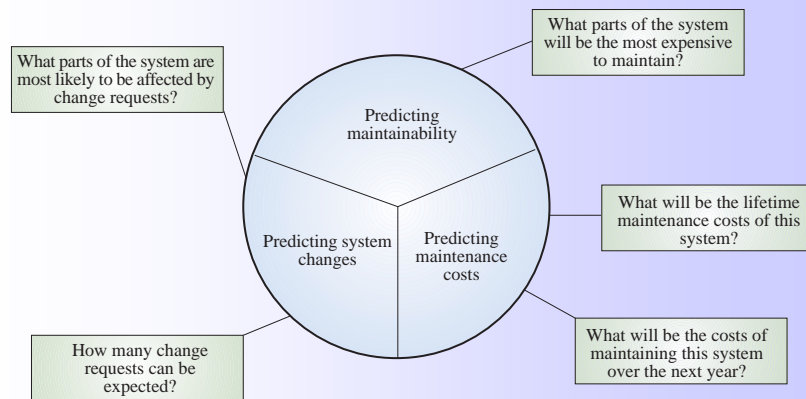 What parts of the system
will be the most expensive
to maintain?
What parts of the system are
most likely to be affected by
change requests?
Predicting
maintainability
What will be the lifetime
maintenance costs of this
system?
Predicting system
changes
Predicting
maintenance
costs
What will be the costs of
maintaining this system
over the next year?
How many change
requests can be
expected?